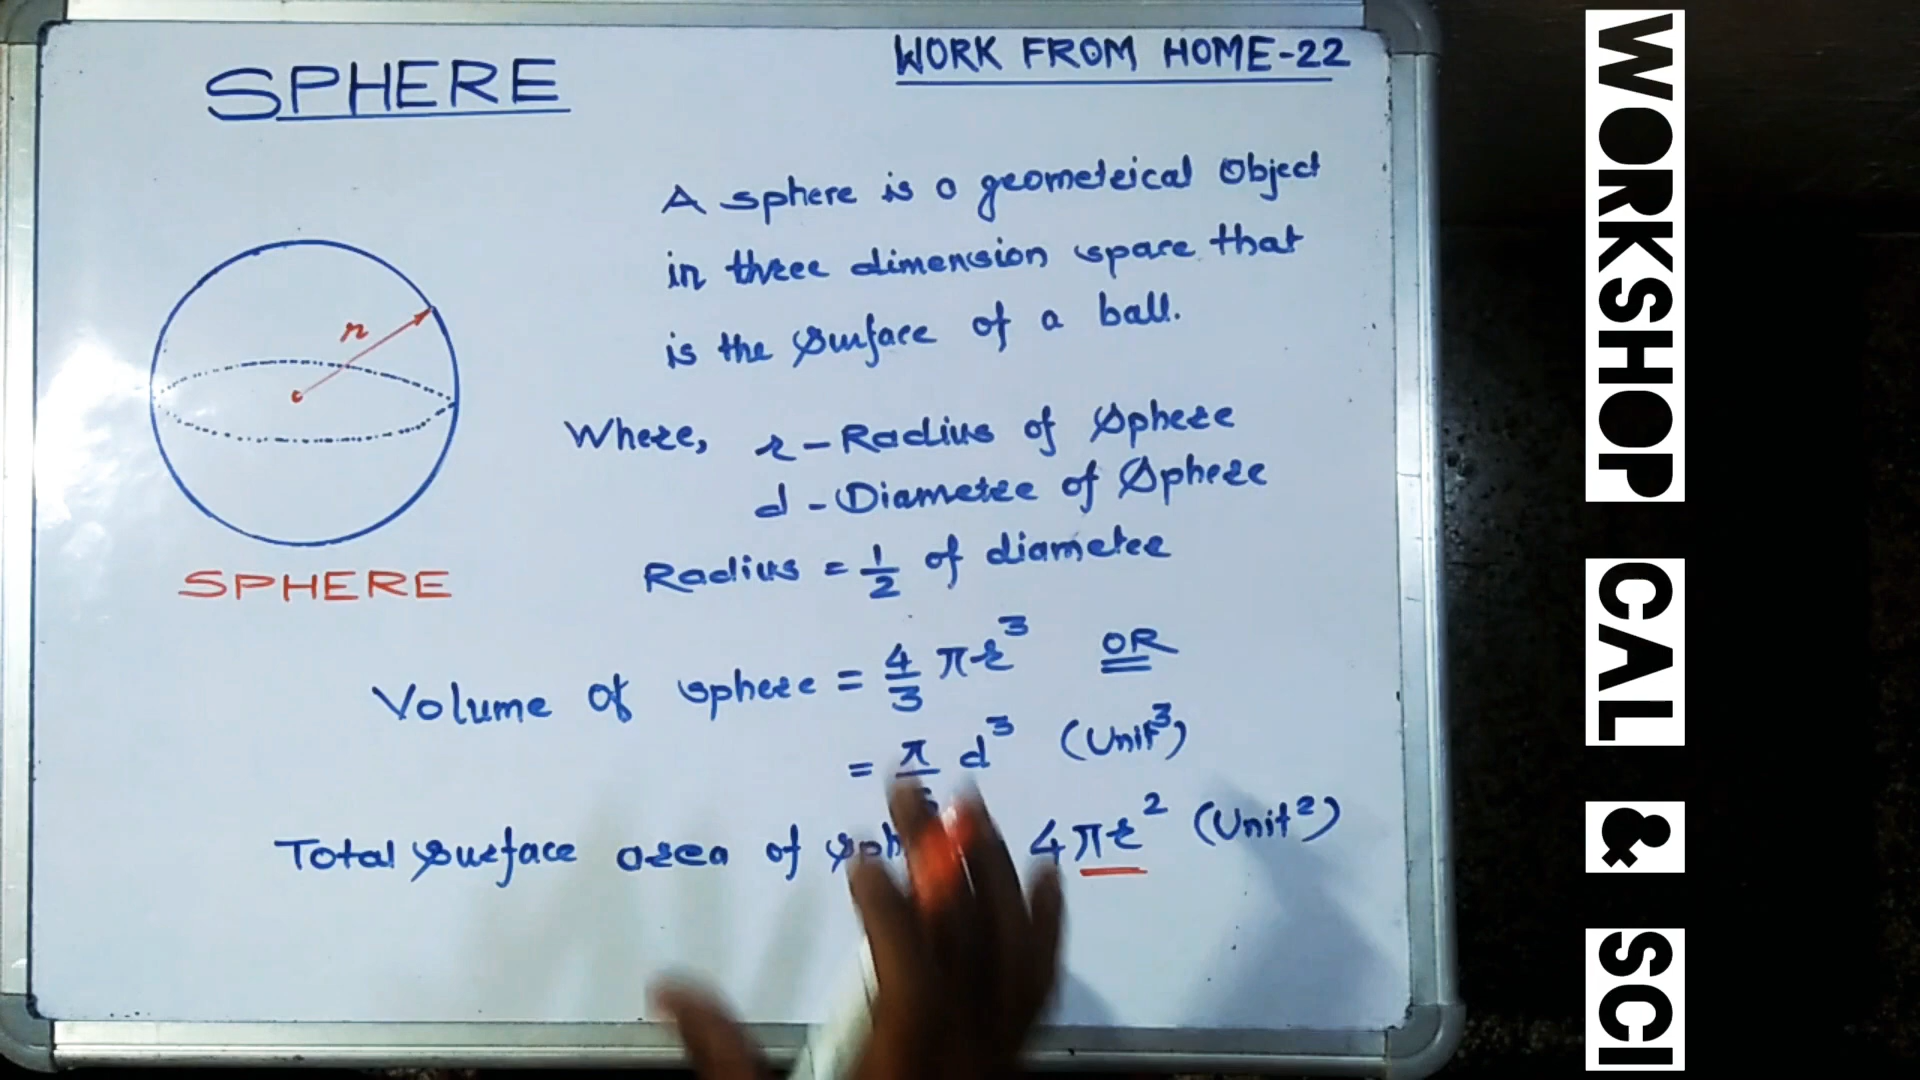 SPHERE
WORK FROM HOME-22
A sphere is a geometeical Object
in three dimension space that
is the surface of a ball.
r
SPHERE
Where, r - Radius of Sphere
d - Diameter of Sphere
Radius = 1/2 of diameter
Volume of sphere = 4/3 πr³ OR
= π d³ (Unit³)
Total surface area of 4πr² (Unit²)
WORKSHOP CAL & SCI